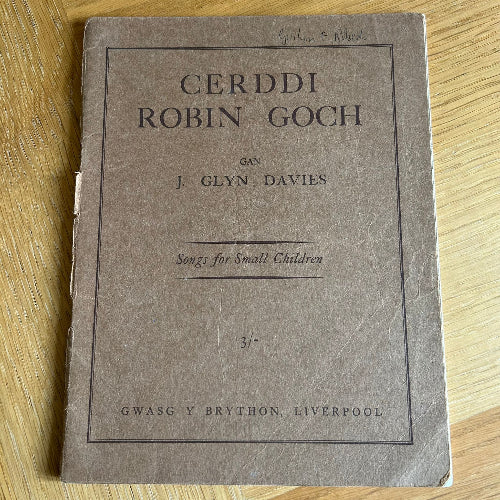 CERDDI
ROBIN GOCH
GAN
J. GLYN DAVIES
Songs for Small Children
3/-
GWASG Y BRYTHON, LIVERPOOL